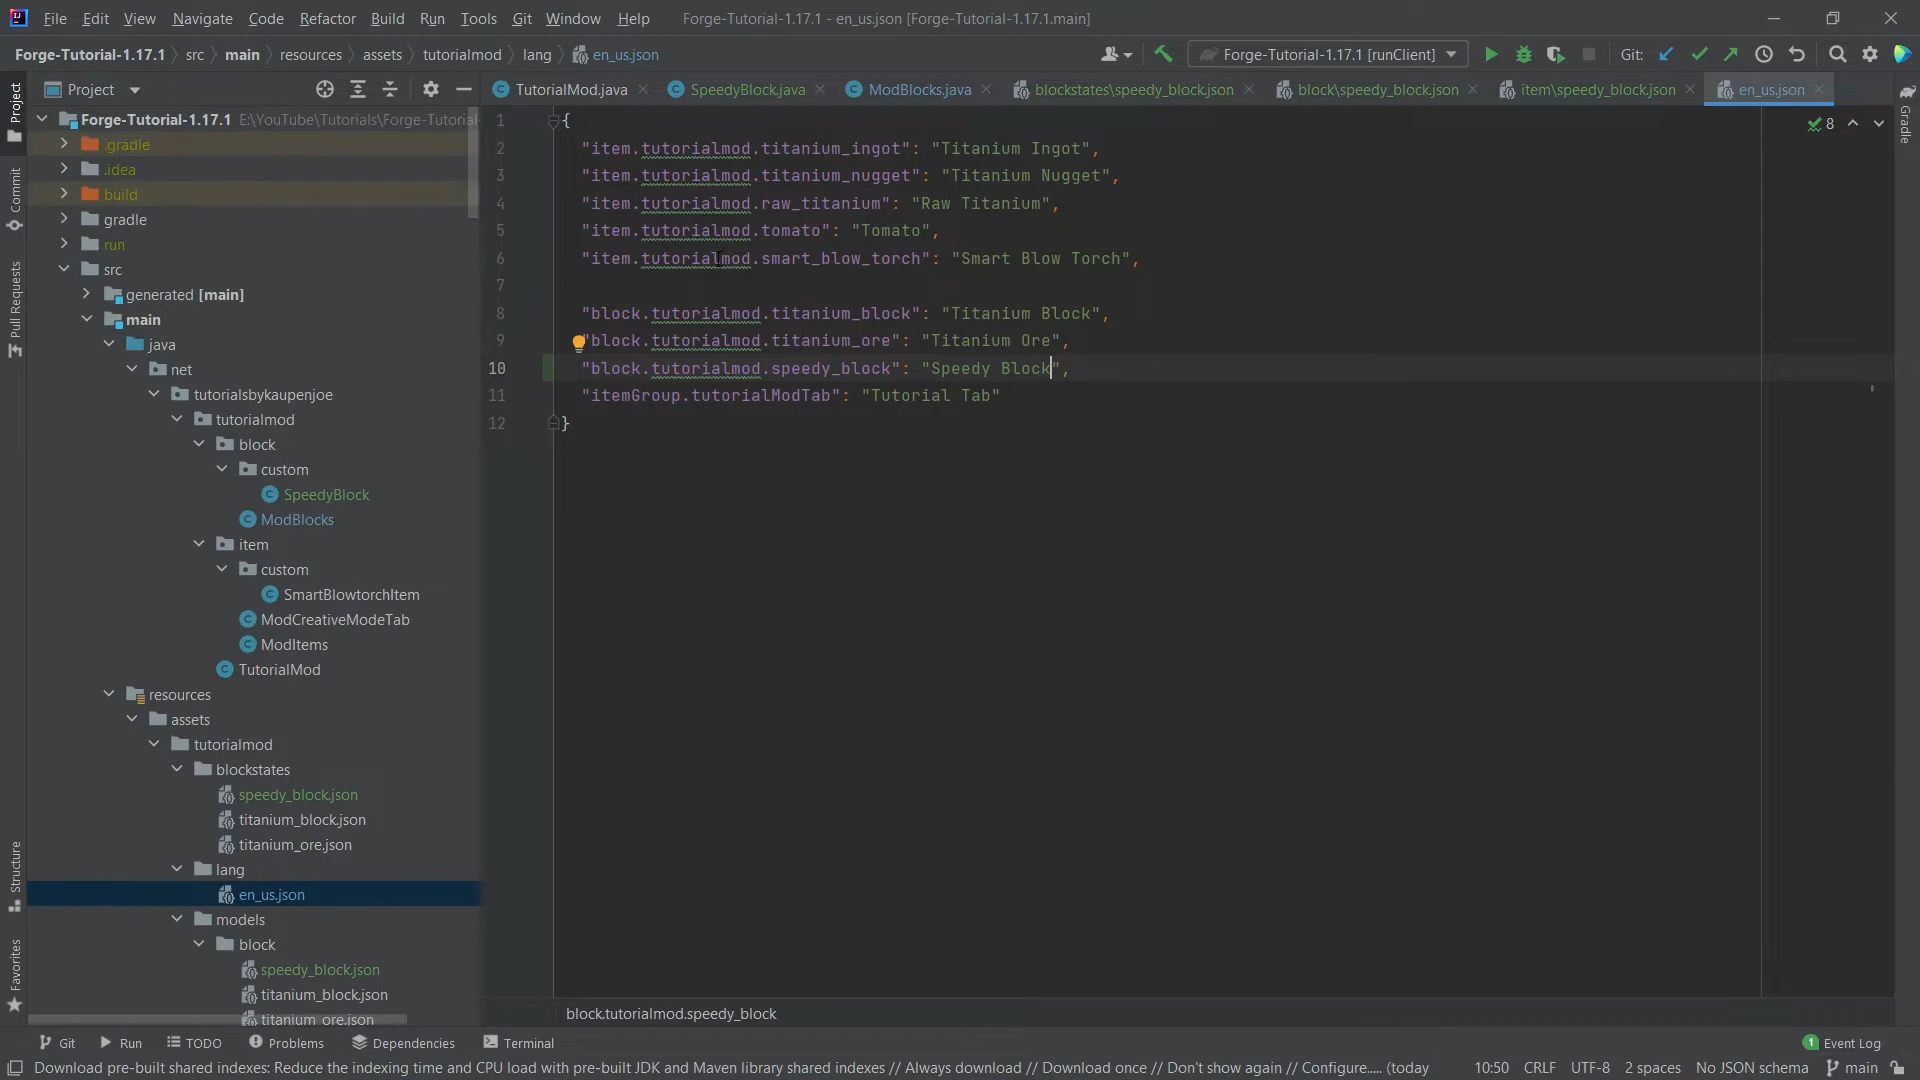 File Edit View Navigate Code Refactor Build Run Tools Git Window Help Forge-Tutorial-1.17.1 - en_us.json [Forge-Tutorial-1.17.1.main]
Forge-Tutorial-1.17.1 src main resources assets tutorialmod lang en_us.json Forge-Tutorial-1.17.1 [runClient] Git:
Project TutorialMod.java SpeedyBlock.java ModBlocks.java blockstates\speedy_block.json block\speedy_block.json item\speedy_block.json en_us.json
Project
Commit
Pull Requests
Structure
Favorites
Gradle
Forge-Tutorial-1.17.1 E:\YouTube\Tutorials\Forge-Tutorial
.gradle
.idea
build
gradle
run
src
generated [main]
main
java
net
tutorialsbykaupenjoe
tutorialmod
block
custom
SpeedyBlock
ModBlocks
item
custom
SmartBlowtorchItem
ModCreativeModeTab
ModItems
TutorialMod
resources
assets
tutorialmod
blockstates
speedy_block.json
titanium_block.json
titanium_ore.json
lang
en_us.json
models
block
speedy_block.json
titanium_block.json
titanium_ore.json
8
1 {
2 "item.tutorialmod.titanium_ingot": "Titanium Ingot",
3 "item.tutorialmod.titanium_nugget": "Titanium Nugget",
4 "item.tutorialmod.raw_titanium": "Raw Titanium",
5 "item.tutorialmod.tomato": "Tomato",
6 "item.tutorialmod.smart_blow_torch": "Smart Blow Torch",
7
8 "block.tutorialmod.titanium_block": "Titanium Block",
9 "block.tutorialmod.titanium_ore": "Titanium Ore",
10 "block.tutorialmod.speedy_block": "Speedy Block",
11 "itemGroup.tutorialModTab": "Tutorial Tab"
12 }
block.tutorialmod.speedy_block
Git Run TODO Problems Dependencies Terminal 1 Event Log
Download pre-built shared indexes: Reduce the indexing time and CPU load with pre-built JDK and Maven library shared indexes // Always download // Download once // Don't show again // Configure..... (today 10:50 CRLF UTF-8 2 spaces No JSON schema main